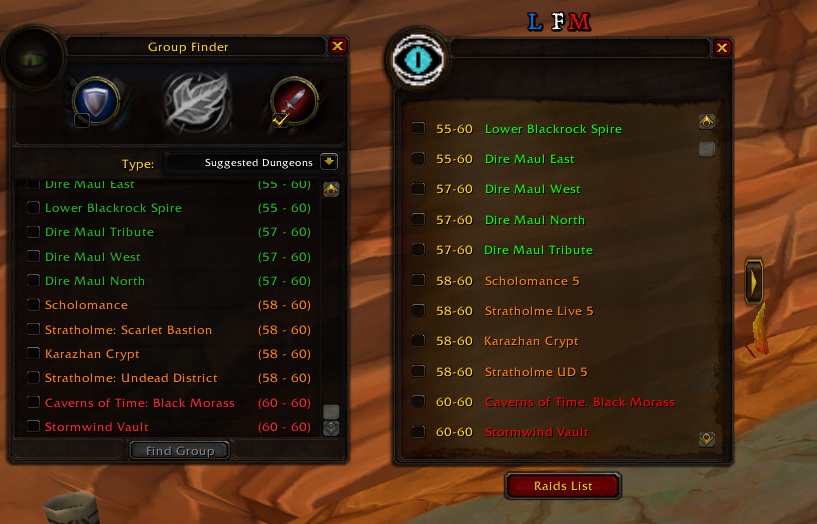 Group Finder
Type: Suggested Dungeons
Dire Maul East (55 - 60)
Lower Blackrock Spire (55 - 60)
Dire Maul Tribute (57 - 60)
Dire Maul West (57 - 60)
Dire Maul North (57 - 60)
Scholomance (58 - 60)
Stratholme: Scarlet Bastion (58 - 60)
Karazhan Crypt (58 - 60)
Stratholme: Undead District (58 - 60)
Caverns of Time: Black Morass (60 - 60)
Stormwind Vault (60 - 60)
Find Group
L FM
55-60 Lower Blackrock Spire
55-60 Dire Maul East
57-60 Dire Maul West
57-60 Dire Maul North
57-60 Dire Maul Tribute
58-60 Scholomance 5
58-60 Stratholme Live 5
58-60 Karazhan Crypt
58-60 Stratholme UD 5
60-60 Caverns of Time. Black Morass
60-60 Stormwind Vault
Raids List